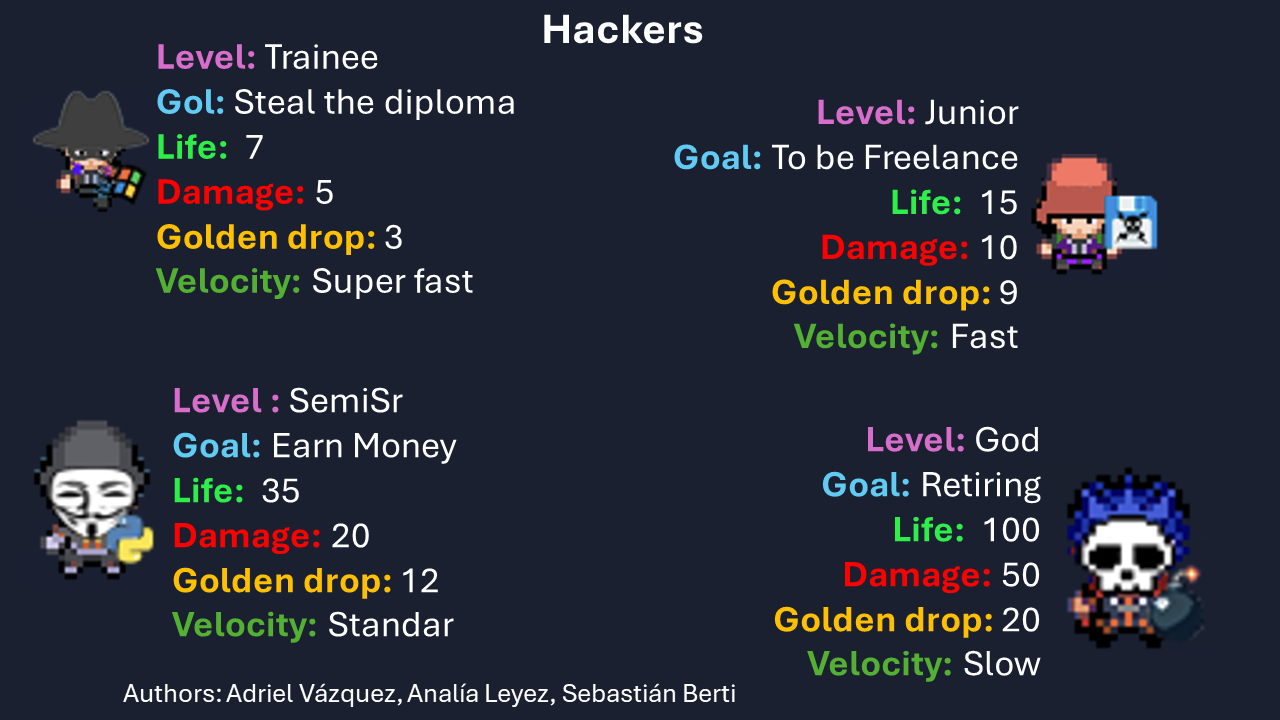 Hackers
Level: Trainee
Gol: Steal the diploma
Life: 7
Damage: 5
Golden drop: 3
Velocity: Super fast
Level: Junior
Goal: To be Freelance
Life: 15
Damage: 10
Golden drop: 9
Velocity: Fast
Level : SemiSr
Goal: Earn Money
Life: 35
Damage: 20
Golden drop: 12
Velocity: Standar
Level: God
Goal: Retiring
Life: 100
Damage: 50
Golden drop: 20
Velocity: Slow
Authors: Adriel Vázquez, Analía Leyez, Sebastián Berti